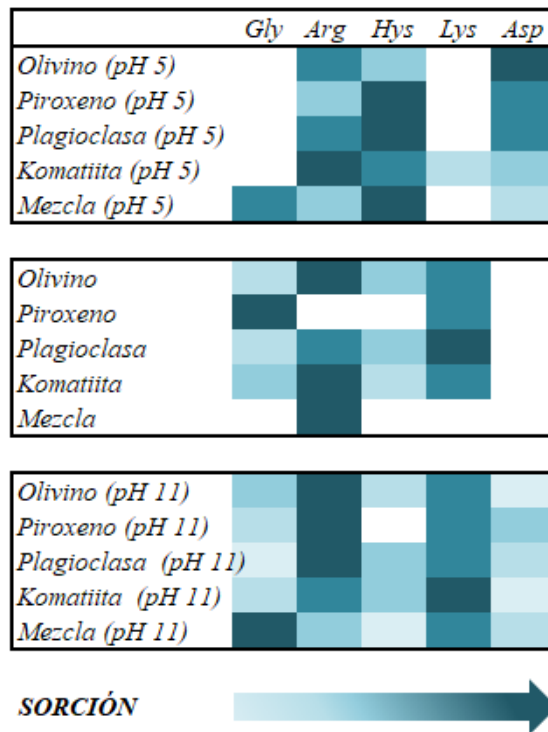 Gly Arg Hys Lys Asp
Olivino (pH 5)
Piroxeno (pH 5)
Plagioclasa (pH 5)
Komatiita (pH 5)
Mezcla (pH 5)
Olivino
Piroxeno
Plagioclasa
Komatiita
Mezcla
Olivino (pH 11)
Piroxeno (pH 11)
Plagioclasa (pH 11)
Komatiita (pH 11)
Mezcla (pH 11)
SORCIÓN